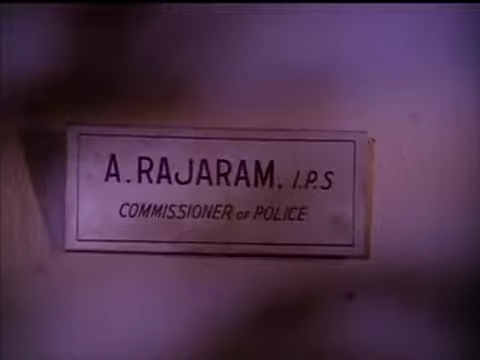 A. RAJARAM, I.P.S
COMMISSIONER OF POLICE